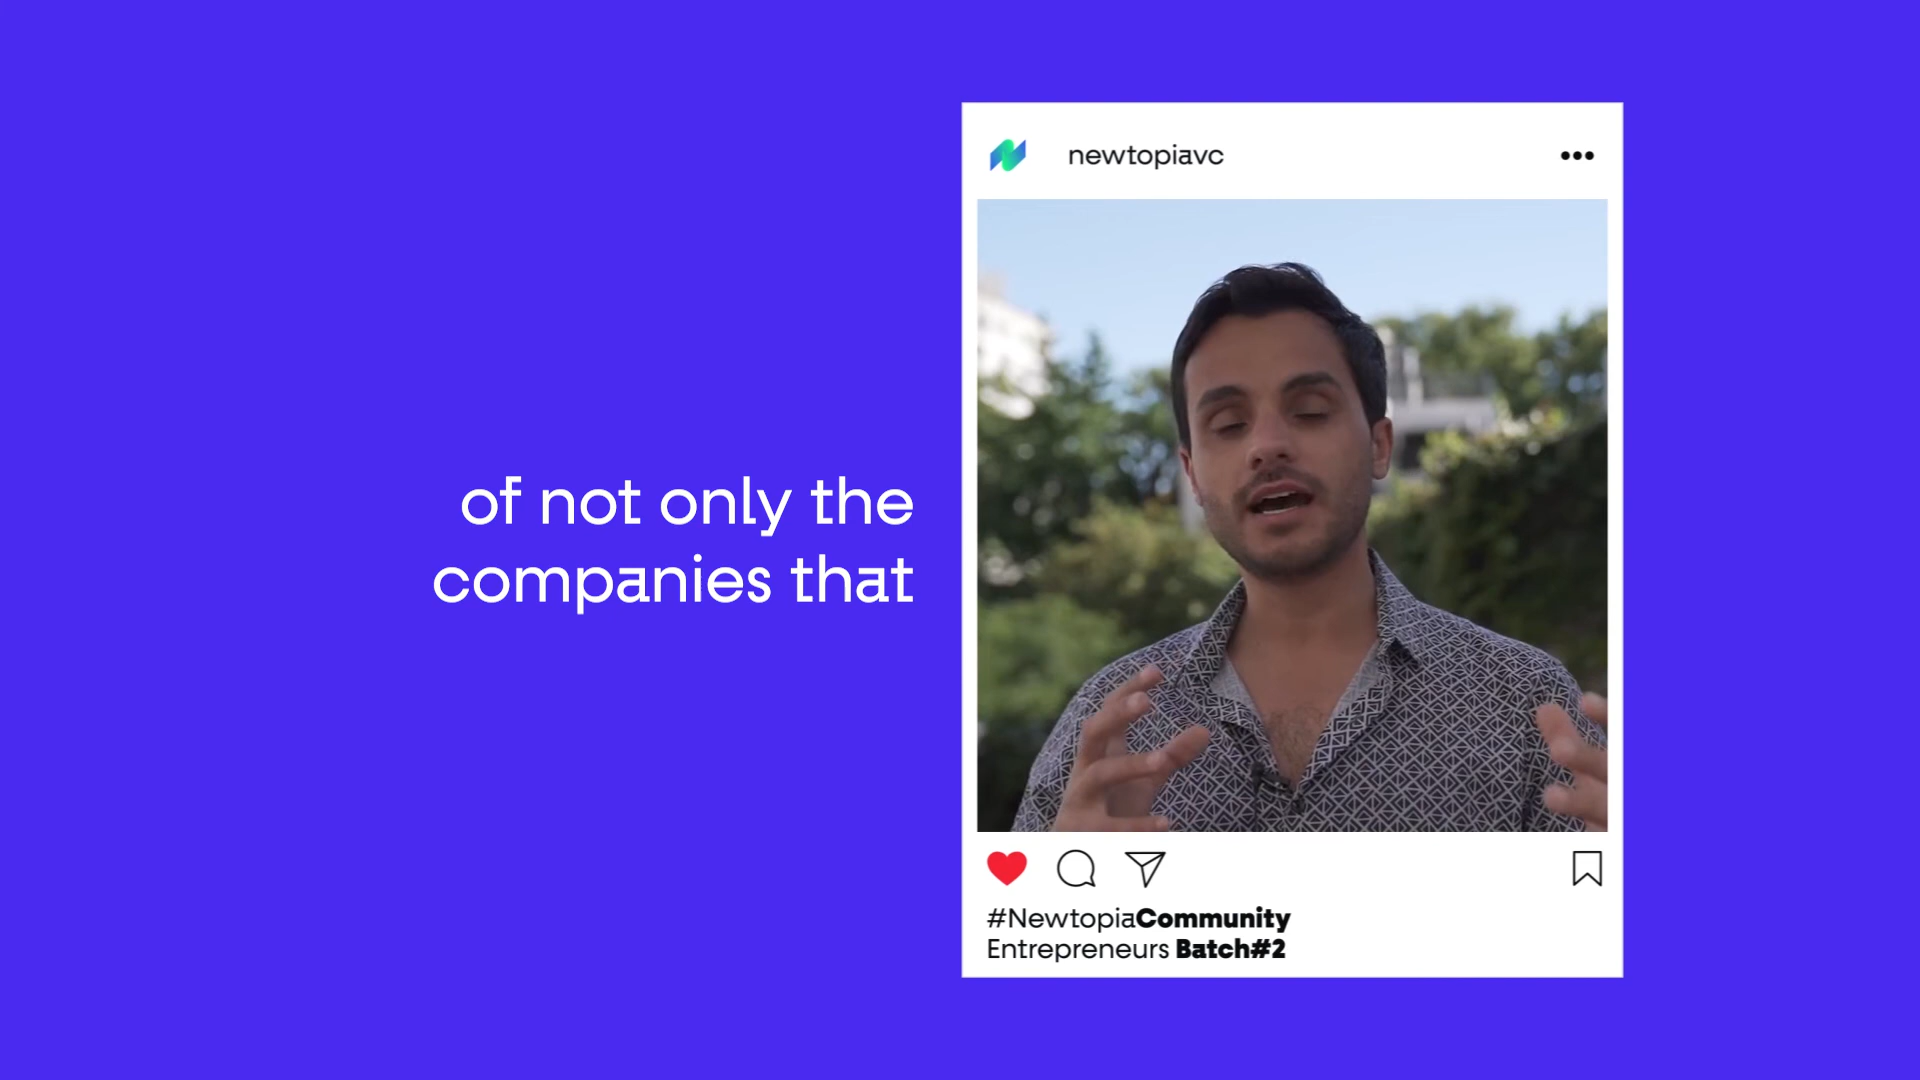 of not only the
companies that
newtopiavc
#NewtopiaCommunity
Entrepreneurs Batch#2